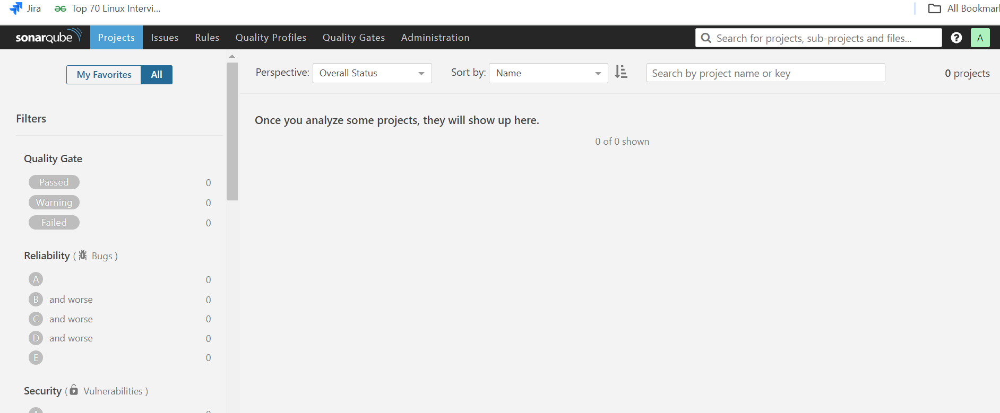 Jira Top 70 Linux Intervi... All Bookmar
sonarqube Projects Issues Rules Quality Profiles Quality Gates Administration Search for projects, sub-projects and files... ? A
My Favorites All
Perspective: Overall Status Sort by: Name Search by project name or key 0 projects
Filters
Once you analyze some projects, they will show up here.
0 of 0 shown
Quality Gate
Passed 0
Warning 0
Failed 0
Reliability ( Bugs )
A 0
B and worse 0
C and worse 0
D and worse 0
E 0
Security ( Vulnerabilities )
A 0